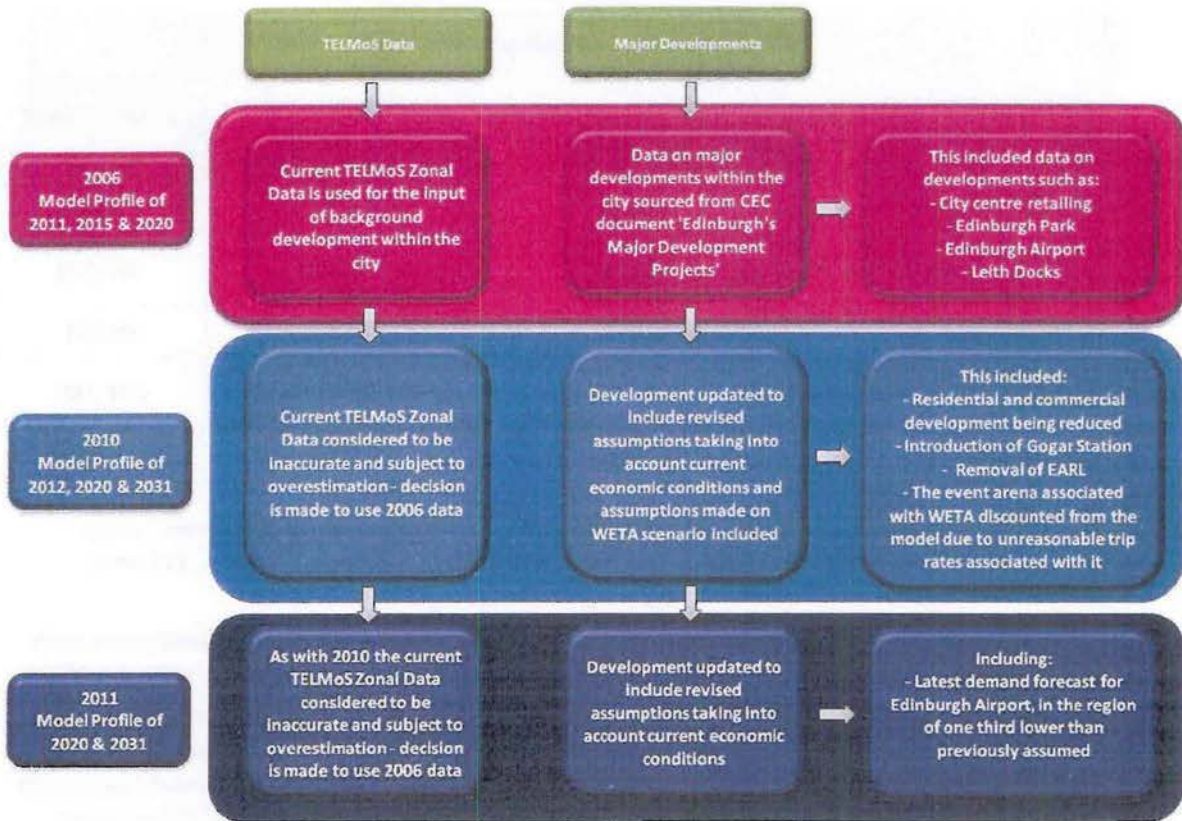 TELMoS Data
Major Developments
2006
Model Profile of
2011, 2015 & 2020
Current TELMoS Zonal
Data is used for the input
of background
development within the
city
Data on major
developments within the
city sourced from CEC
document 'Edinburgh's
Major Development
Projects'
This included data on
developments such as:
- City centre retailing
- Edinburgh Park
- Edinburgh Airport
- Leith Docks
2010
Model Profile of
2012, 2020 & 2031
Current TELMoS Zonal
Data considered to be
inaccurate and subject to
overestimation - decision
is made to use 2006 data
Development updated to
include revised
assumptions taking into
account current
economic conditions and
assumptions made on
WETA scenario included
This included:
- Residential and commercial
development being reduced
- Introduction of Gogar Station
- Removal of EARL
- The event arena associated
with WETA discounted from the
model due to unreasonable trip
rates associated with it
2011
Model Profile of
2020 & 2031
As with 2010 the current
TELMoS Zonal Data
considered to be
inaccurate and subject to
overestimation - decision
is made to use 2006 data
Development updated to
include revised
assumptions taking into
account current economic
conditions
Including:
- Latest demand forecast for
Edinburgh Airport, in the region
of one third lower than
previously assumed